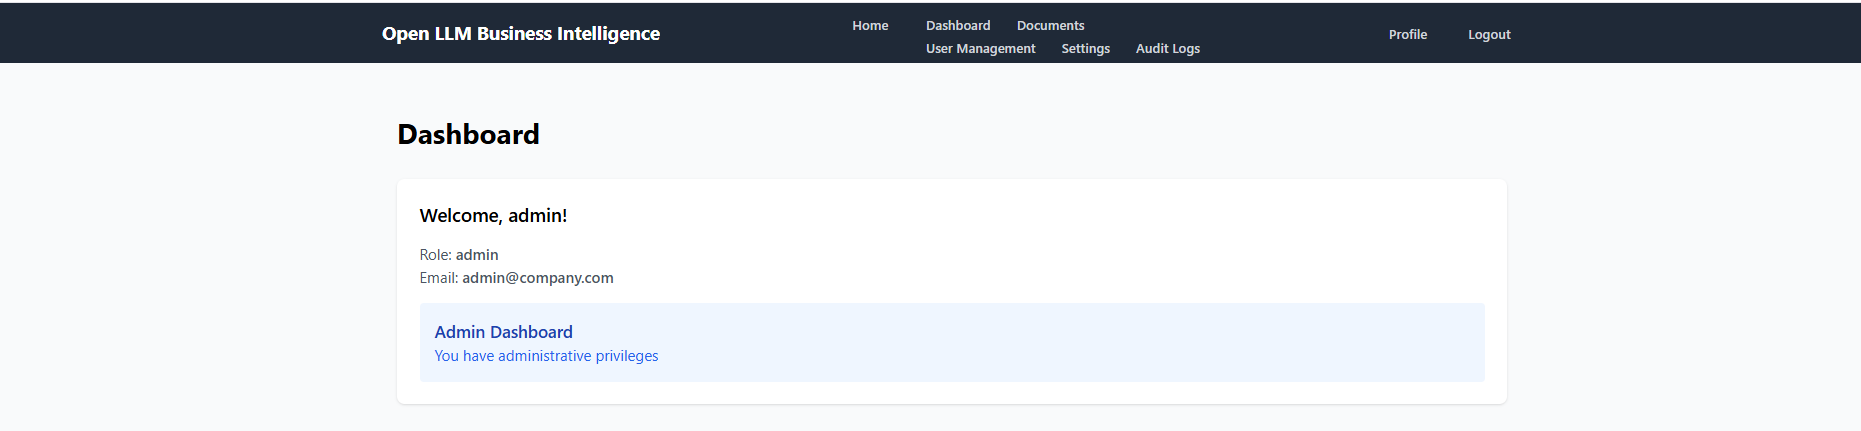 Open LLM Business Intelligence
Home Dashboard Documents
User Management Settings Audit Logs
Profile Logout
Dashboard
Welcome, admin!
Role: admin
Email: admin@company.com
Admin Dashboard
You have administrative privileges